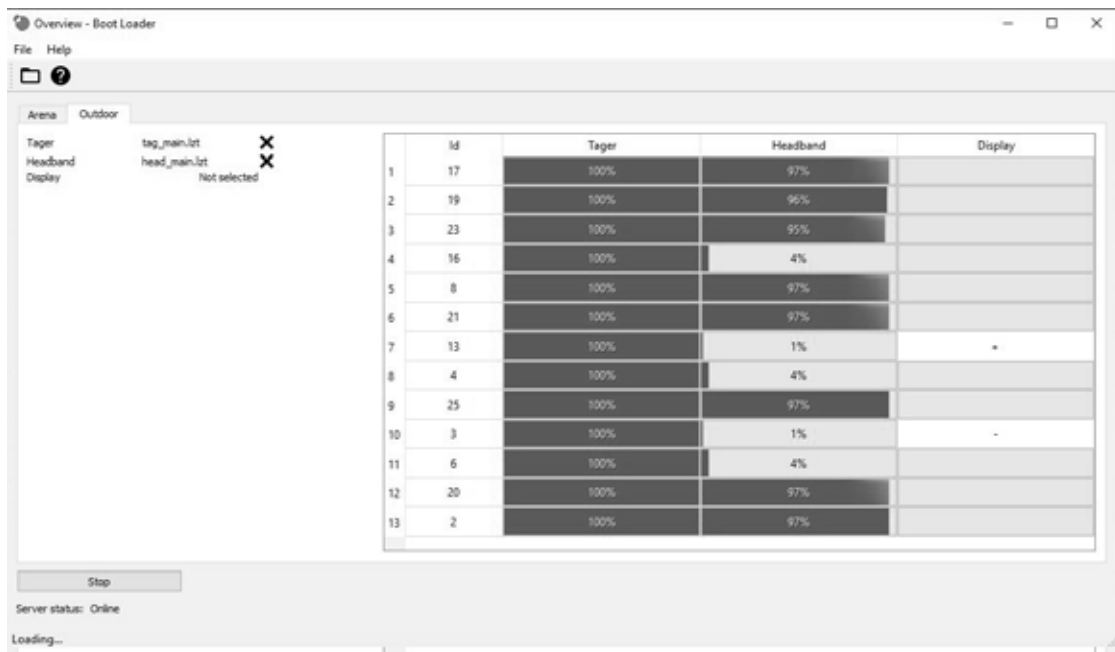 Overview - Boot Loader
File Help
Arena Outdoor
Tager tag_main.lzt
Headband head_main.lzt
Display Not selected
Id Tager Headband Display
1 17 100% 97%
2 19 100% 96%
3 23 100% 95%
4 16 100% 4%
5 8 100% 97%
6 21 100% 97%
7 13 100% 1% -
8 4 100% 4%
9 25 100% 97%
10 3 100% 1% -
11 6 100% 4%
12 20 100% 97%
13 2 100% 97%
Stop
Server status: Online
Loading...